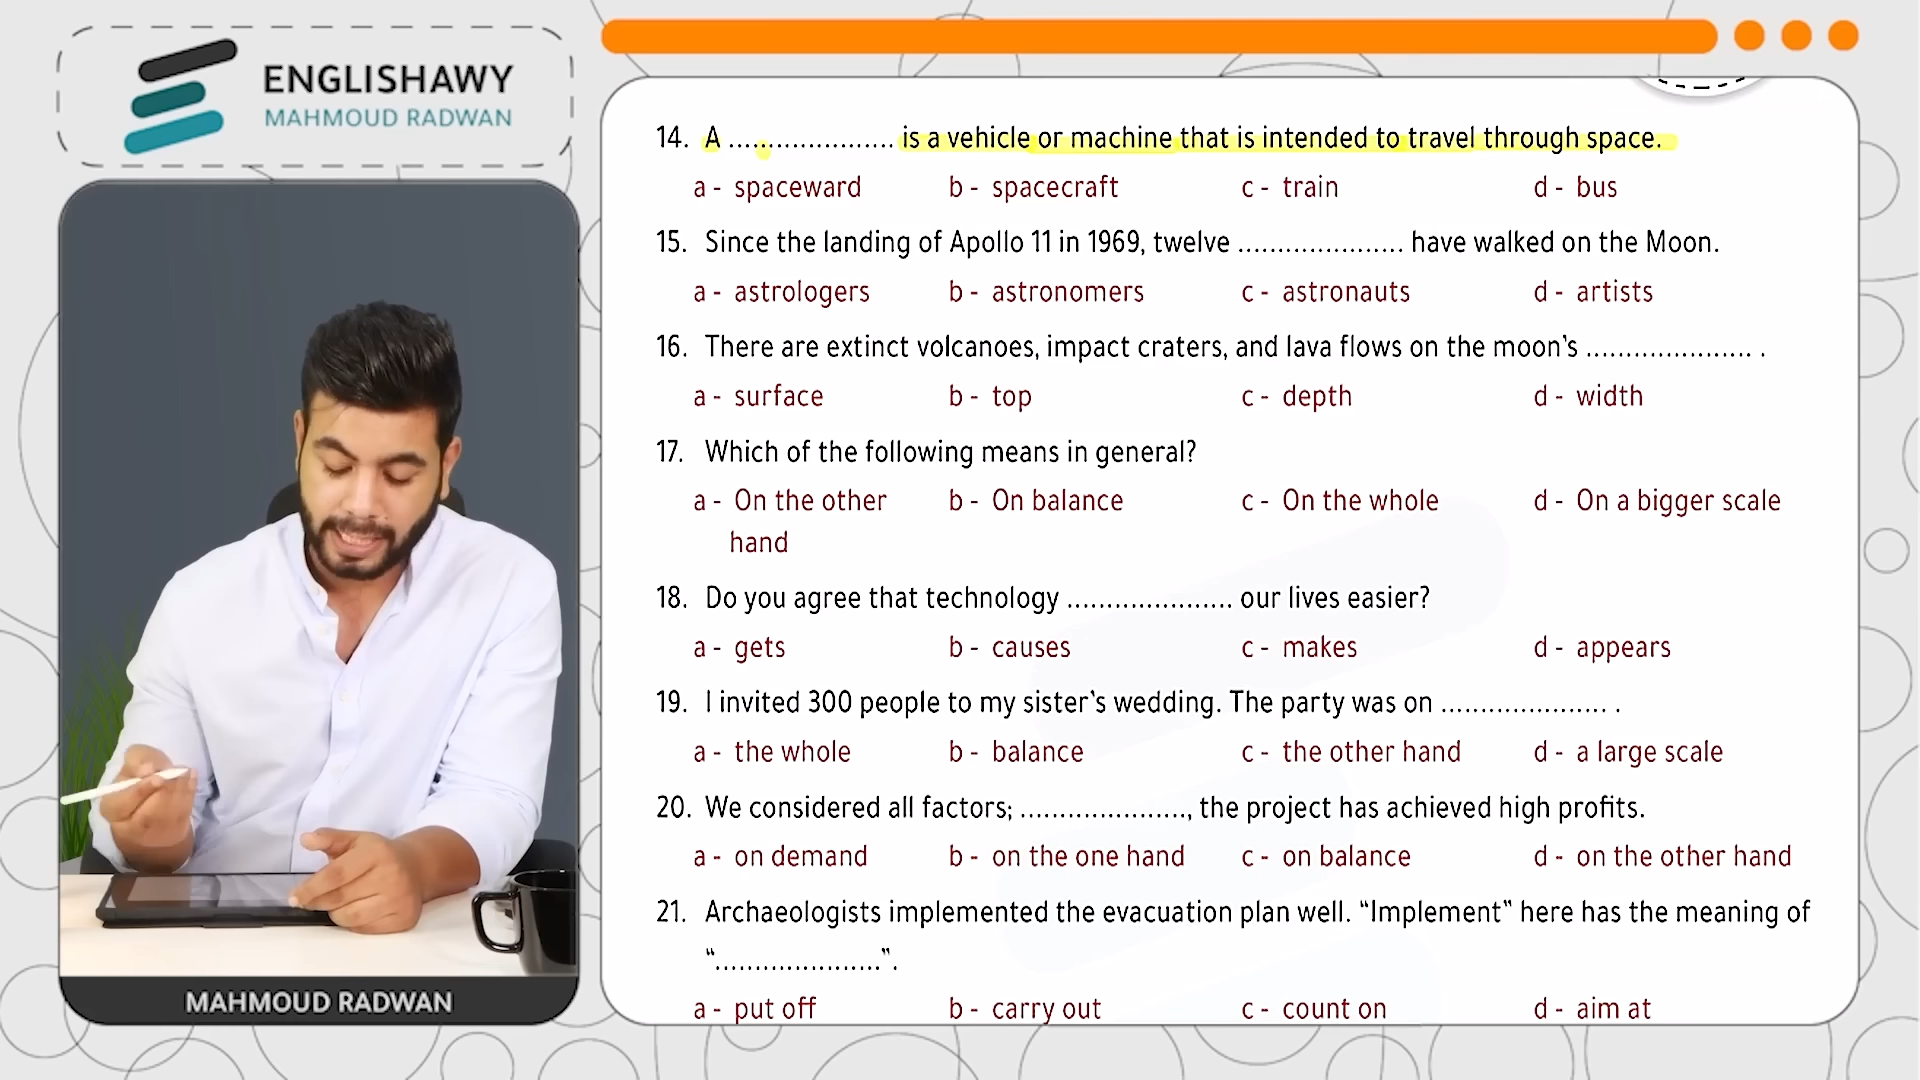 ENGLISHAWY
MAHMOUD RADWAN
14. A ..................... is a vehicle or machine that is intended to travel through space.
a - spaceward b - spacecraft c - train d - bus
15. Since the landing of Apollo 11 in 1969, twelve ..................... have walked on the Moon.
a - astrologers b - astronomers c - astronauts d - artists
16. There are extinct volcanoes, impact craters, and lava flows on the moon's ..................... .
a - surface b - top c - depth d - width
17. Which of the following means in general?
a - On the other b - On balance c - On the whole d - On a bigger scale
hand
18. Do you agree that technology ..................... our lives easier?
a - gets b - causes c - makes d - appears
19. I invited 300 people to my sister's wedding. The party was on ..................... .
a - the whole b - balance c - the other hand d - a large scale
20. We considered all factors; ....................., the project has achieved high profits.
a - on demand b - on the one hand c - on balance d - on the other hand
21. Archaeologists implemented the evacuation plan well. “Implement” here has the meaning of
“.....................”.
a - put off b - carry out c - count on d - aim at
MAHMOUD RADWAN